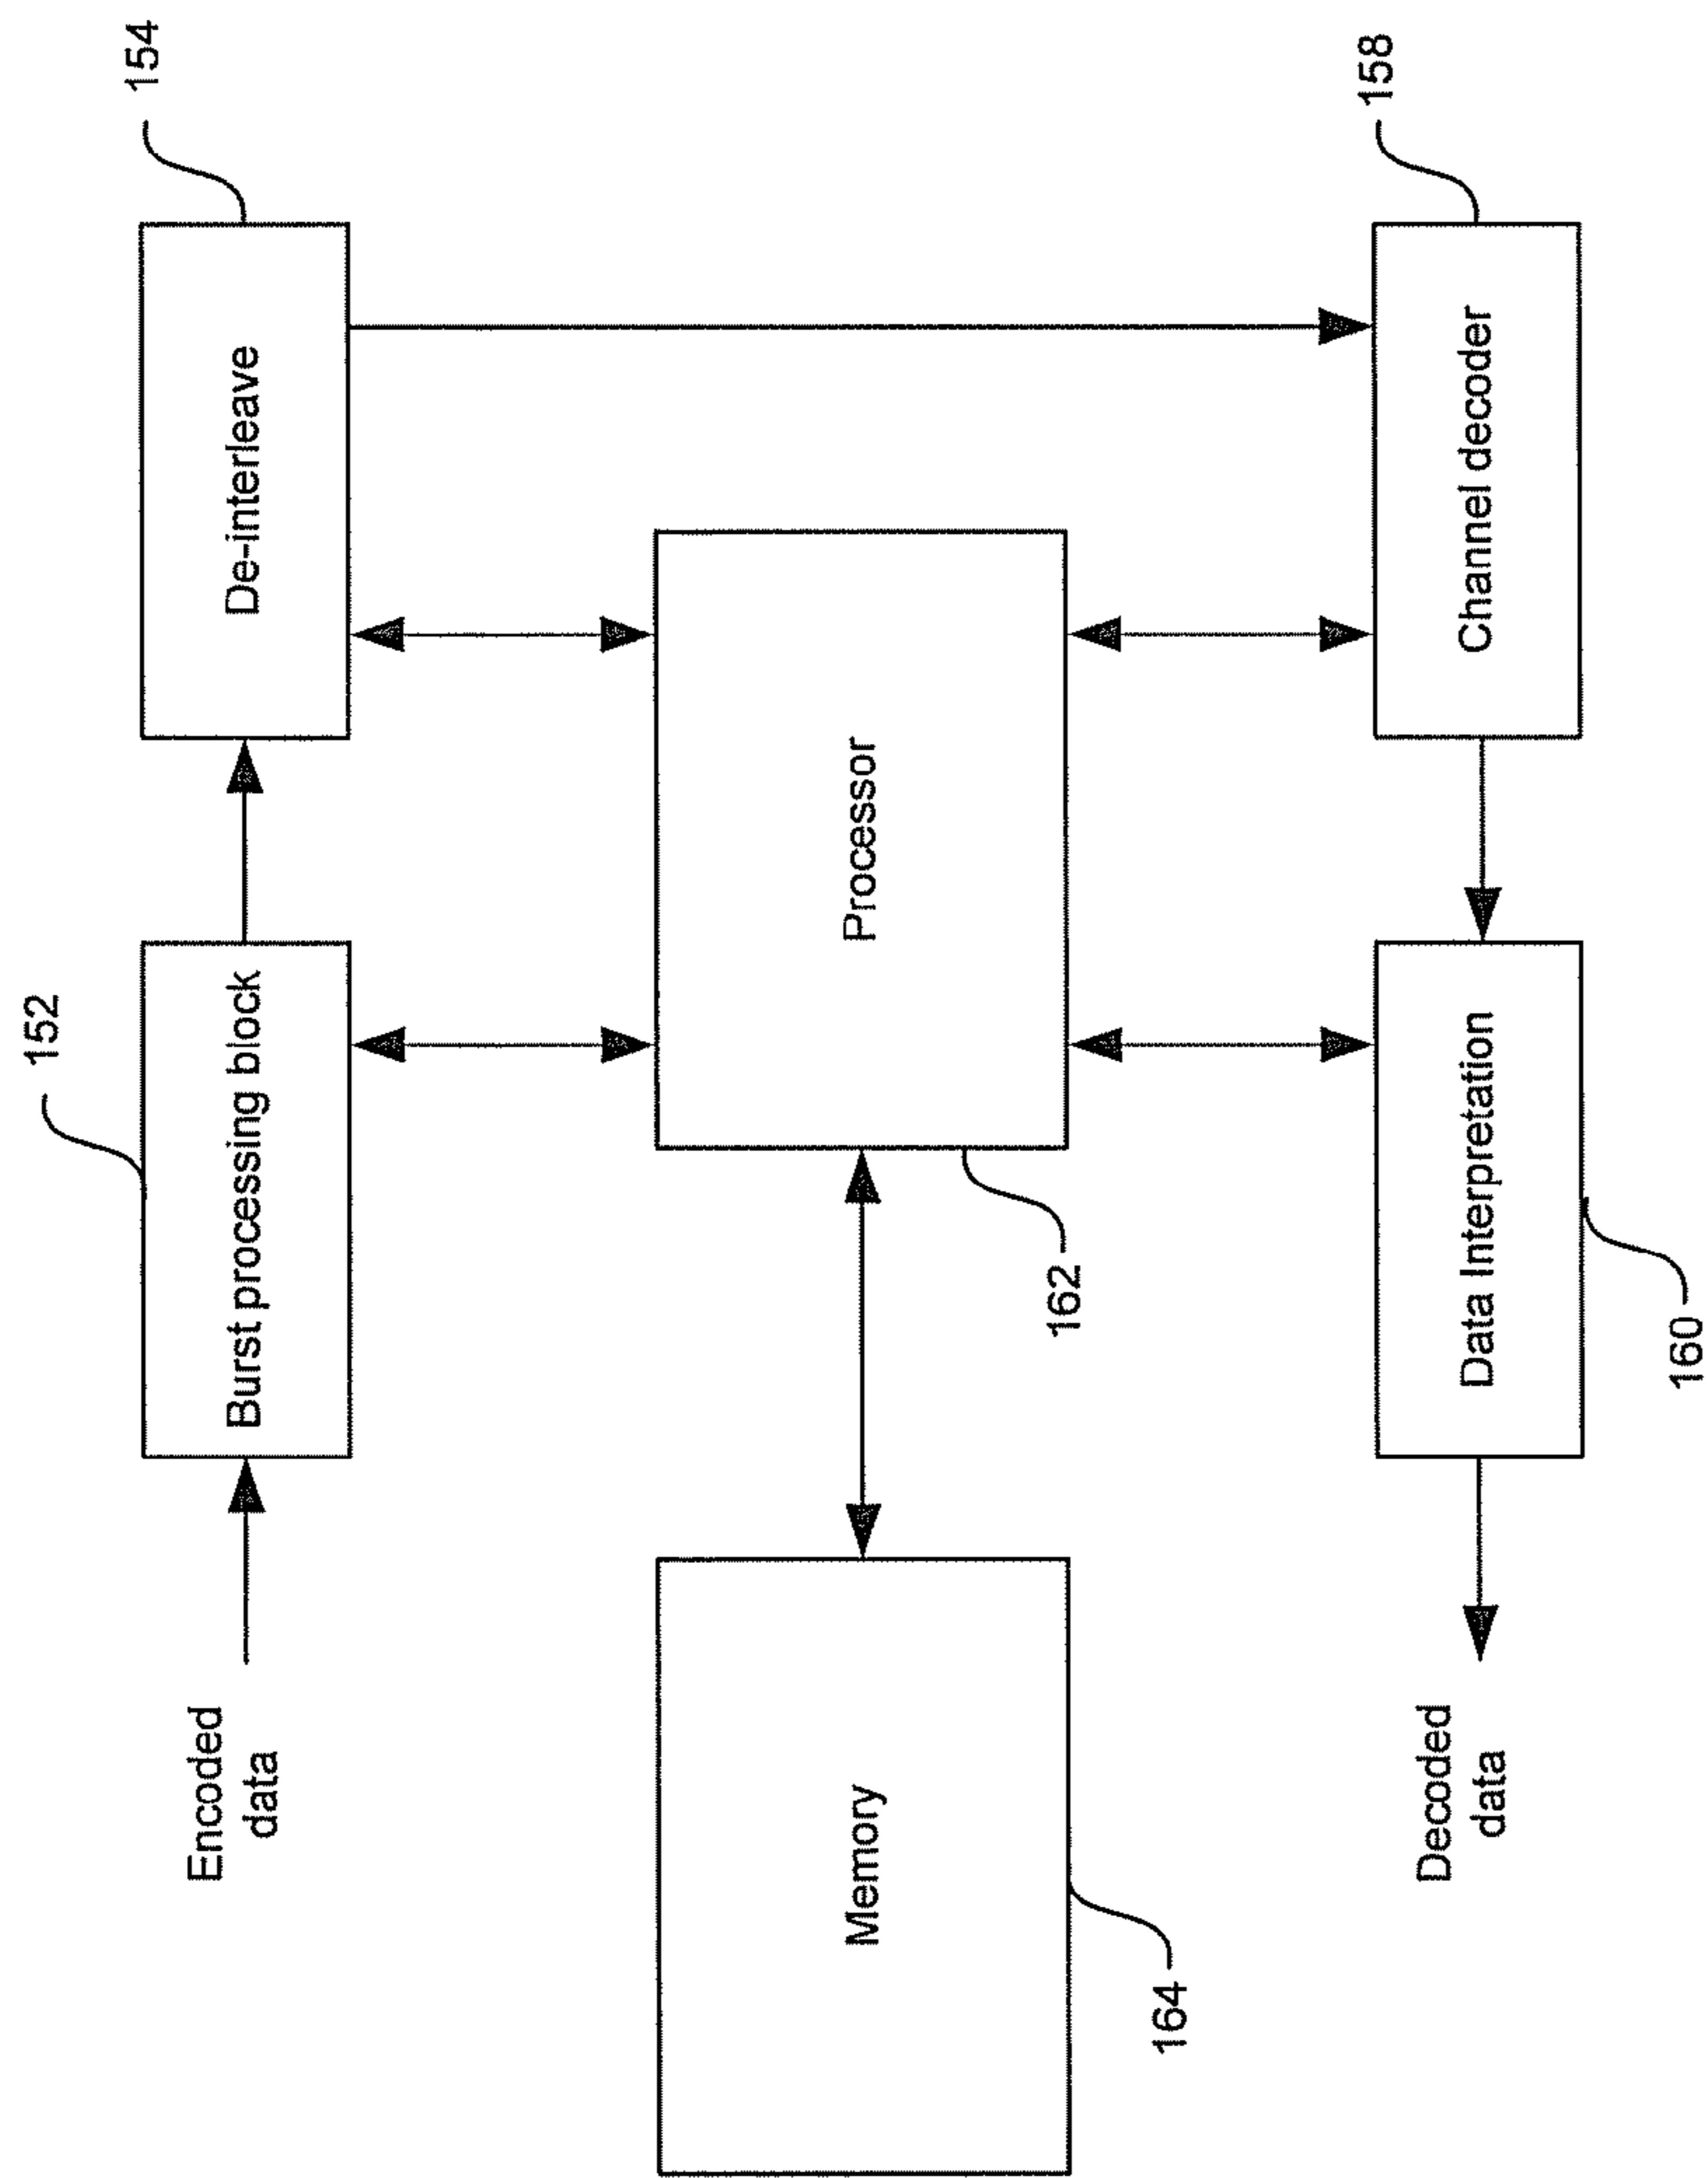 152
154
Encoded
data
Burst processing block
De-interleave
Memory
Processor
164
162
Decoded
data
Data Interpretation
Channel decoder
160
158